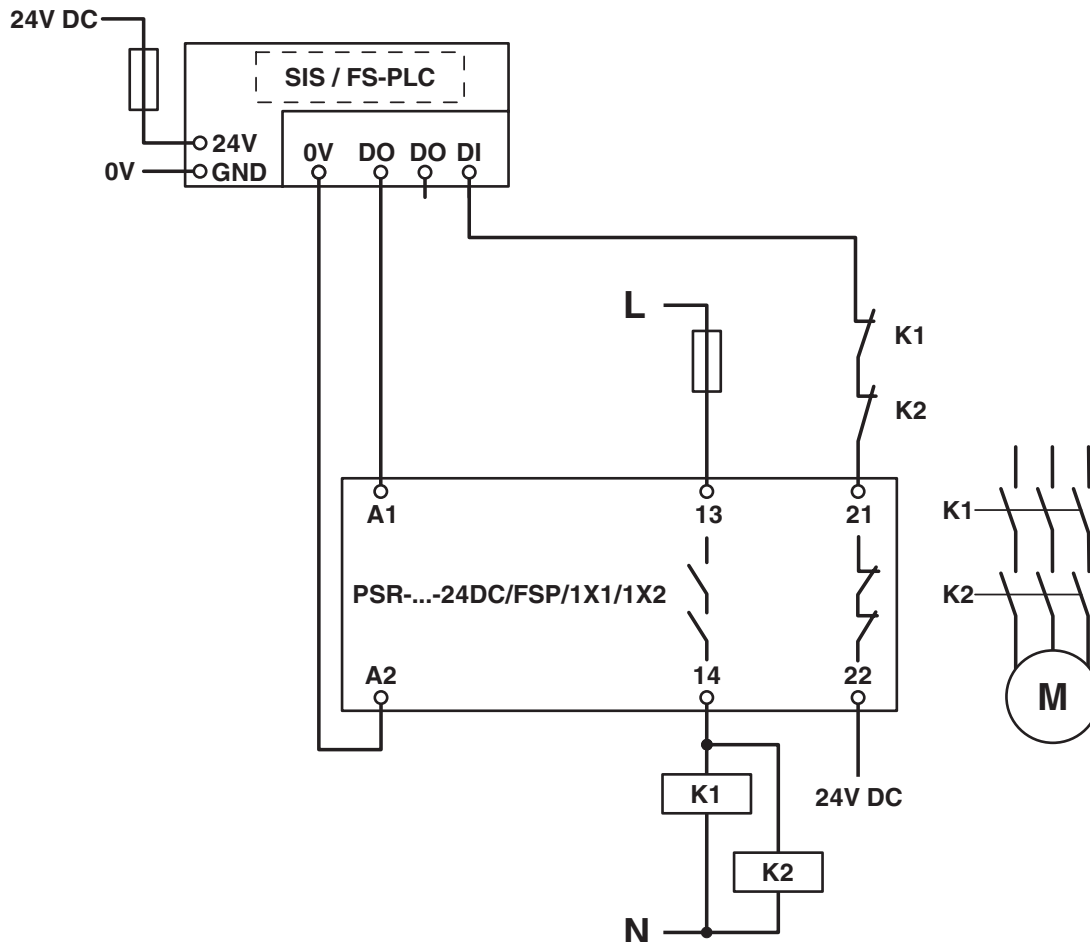 24V DC
SIS / FS-PLC
24V
0V
GND
0V DO DO DI
L
K1
K2
A1
13
21
K1
PSR-...-24DC/FSP/1X1/1X2
K2
A2
14
22
M
K1
24V DC
K2
N